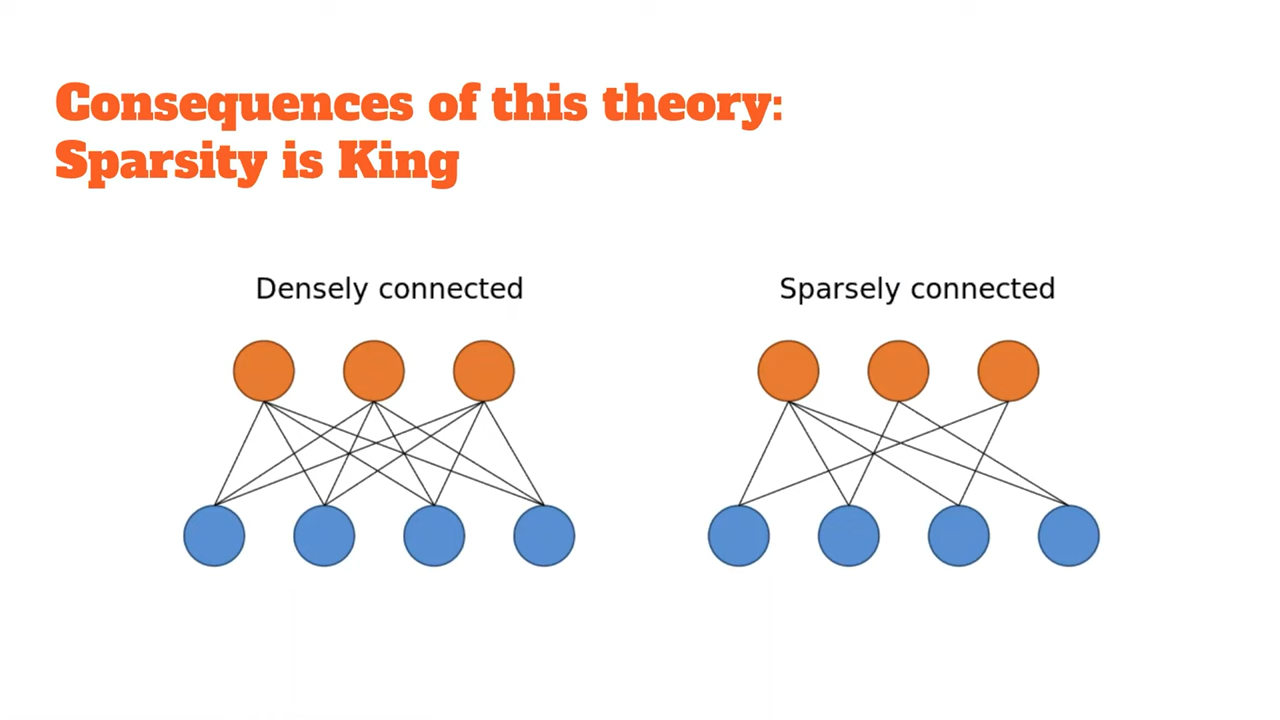 Consequences of this theory:
Sparsity is King
Densely connected
Sparsely connected